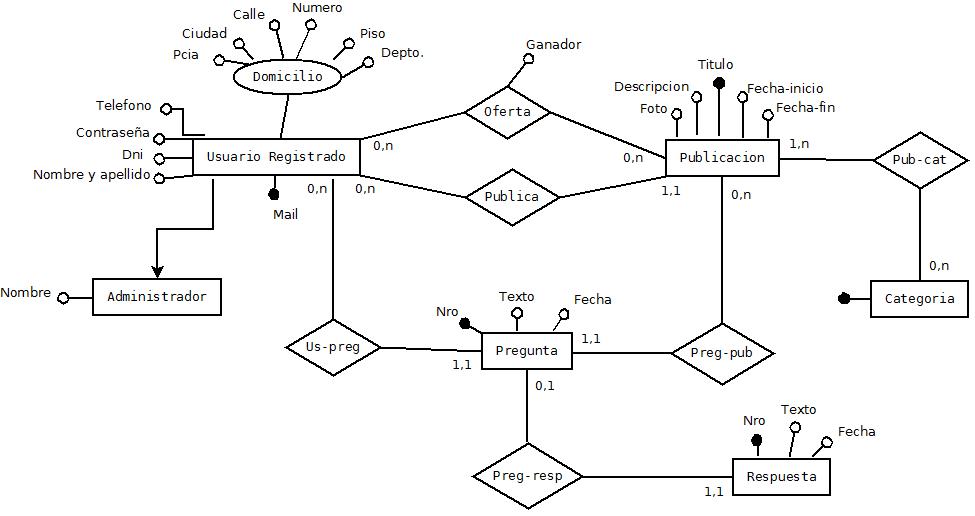 Numero
Calle
Ciudad
Piso
Pcia
Depto.
Domicilio
Ganador
Titulo
Descripcion
Fecha-inicio
Foto
Fecha-fin
Telefono
Contraseña
Dni
Nombre y apellido
Usuario Registrado
Mail
0,n
Oferta
0,n
Publicacion
1,n
Pub-cat
0,n
0,n
Publica
1,1
0,n
0,n
Nombre
Administrador
Categoria
Us-preg
Nro
Texto
Fecha
Pregunta
1,1
1,1
Preg-pub
0,1
Preg-resp
1,1
Nro
Texto
Fecha
Respuesta